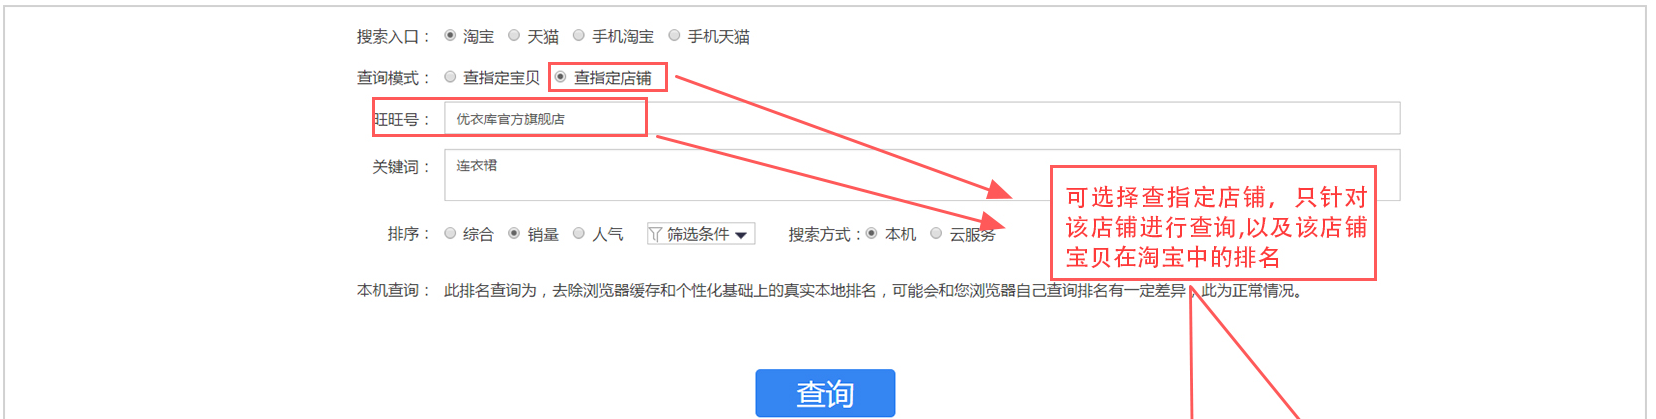 搜索入口： 淘宝 天猫 手机淘宝 手机天猫
查询模式： 查指定宝贝 查指定店铺
旺旺号： 优衣库官方旗舰店
关键词： 连衣裙
可选择查指定店铺，只针对
该店铺进行查询,以及该店铺
宝贝在淘宝中的排名
排序： 综合 销量 人气 筛选条件 搜索方式： 本机 云服务
本机查询： 此排名查询为，去除浏览器缓存和个性化基础上的真实本地排名，可能会和您浏览器自己查询排名有一定差异，此为正常情况。
查询